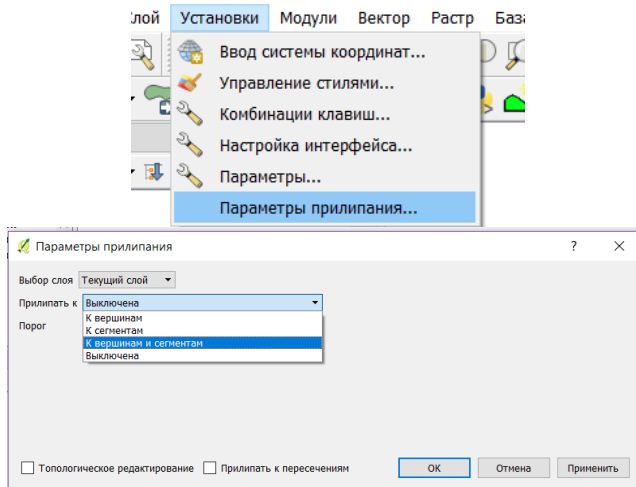 Слой Установки Модули Вектор Растр База
Ввод системы координат...
Управление стилями...
Комбинации клавиш...
Настройка интерфейса...
Параметры...
Параметры прилипания...
Параметры прилипания ? ×
Выбор слоя Текущий слой
Прилипать к Выключена
К вершинам
Порог К сегментам
К вершинам и сегментам
Выключена
Топологическое редактирование Прилипать к пересечениям ОК Отмена Применить